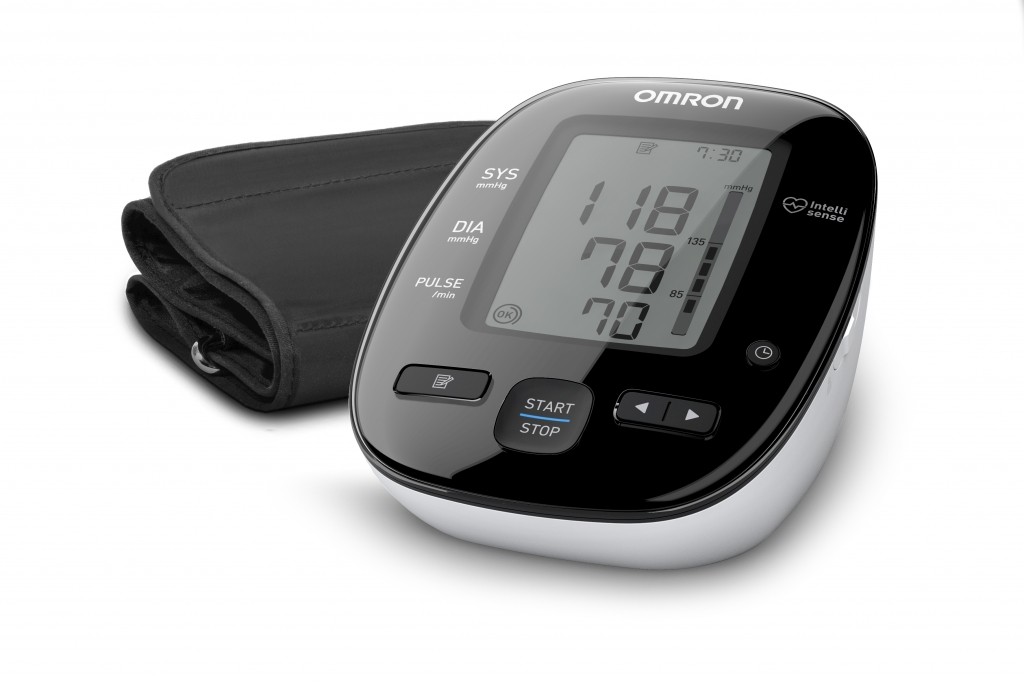 OMRON
7:30
SYS
mmHg
118
mmHg
Intelli
sense
135
DIA
mmHg
78
PULSE
/min
85
70
OK
START
STOP